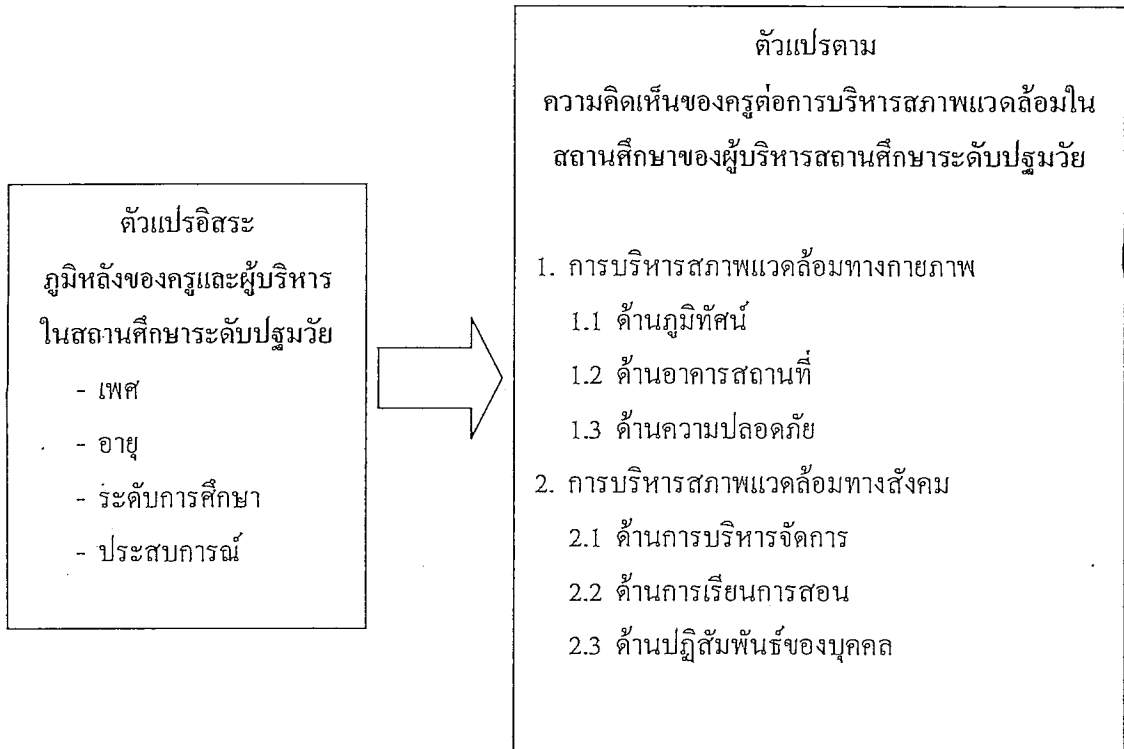 ตัวแปรอิสระ
ภูมิหลังของครูและผู้บริหาร
ในสถานศึกษาระดับปฐมวัย
- เพศ
- อายุ
- ระดับการศึกษา
- ประสบการณ์
ตัวแปรตาม
ความคิดเห็นของครูต่อการบริหารสภาพแวดล้อมใน
สถานศึกษาของผู้บริหารสถานศึกษาระดับปฐมวัย
1. การบริหารสภาพแวดล้อมทางกายภาพ
1.1 ด้านภูมิทัศน์
1.2 ด้านอาคารสถานที่
1.3 ด้านความปลอดภัย
2. การบริหารสภาพแวดล้อมทางสังคม
2.1 ด้านการบริหารจัดการ
2.2 ด้านการเรียนการสอน
2.3 ด้านปฏิสัมพันธ์ของบุคคล